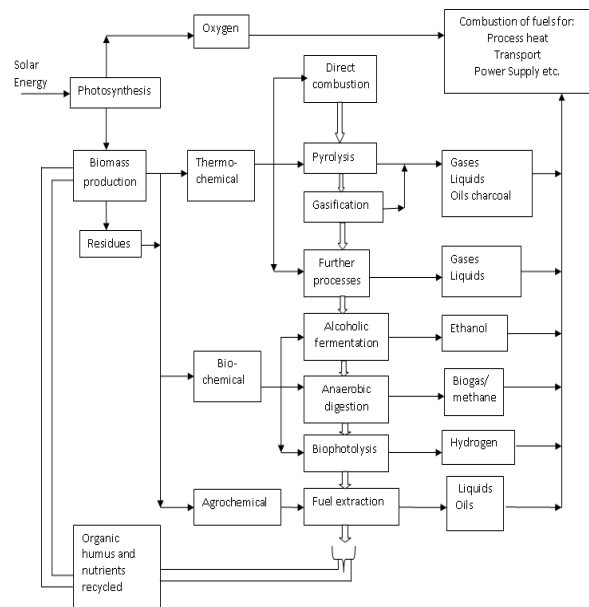 Solar
Energy
Photosynthesis
Oxygen
Combustion of fuels for:
Process heat
Transport
Power Supply etc.
Direct
combustion
Biomass
production
Thermo-
chemical
Pyrolysis
Gases
Liquids
Oils charcoal
Gasification
Residues
Further
processes
Gases
Liquids
Alcoholic
fermentation
Ethanol
Bio-
chemical
Anaerobic
digestion
Biogas/
methane
Biophotolysis
Hydrogen
Agrochemical
Fuel extraction
Liquids
Oils
Organic
humus and
nutrients
recycled